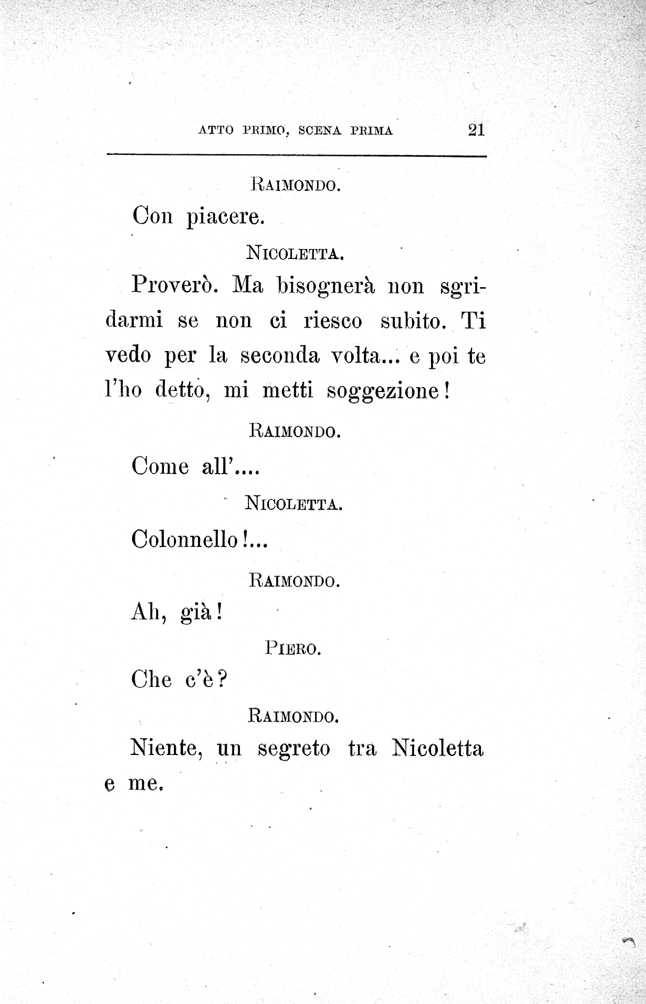 ATTO PRIMO, SCENA PRIMA 21
RAIMONDO.
Con piacere.
NICOLETTA.
Proverò. Ma bisognerà non sgri-
darmi se non ci riesco subito. Ti
vedo per la seconda volta... e poi te
l'ho detto, mi metti soggezione!
RAIMONDO.
Come all'....
NICOLETTA.
Colonnello!...
RAIMONDO.
Ah, già!
PIERO.
Che c'è?
RAIMONDO.
Niente, un segreto tra Nicoletta
e me.